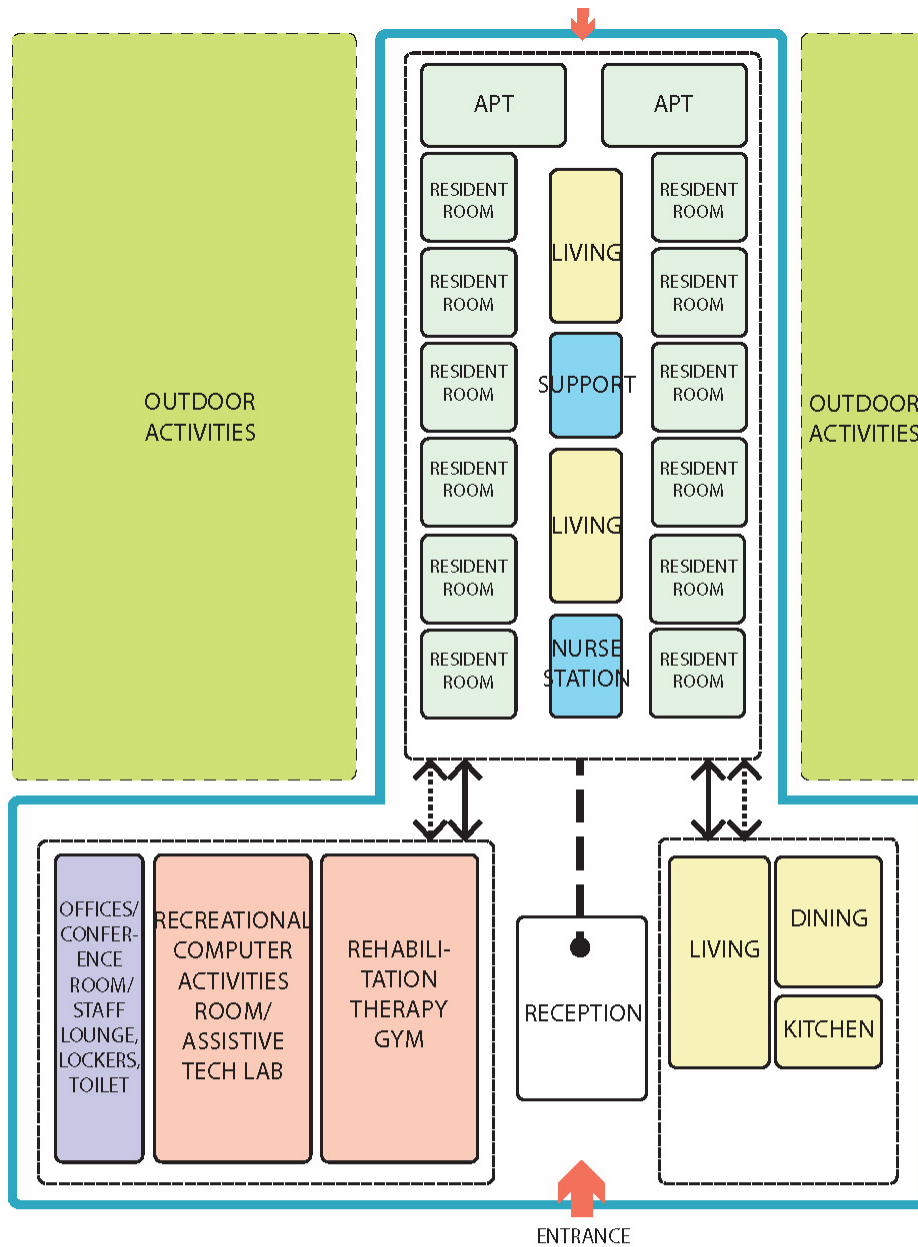 APT
APT
RESIDENT
ROOM
RESIDENT
ROOM
LIVING
RESIDENT
ROOM
RESIDENT
ROOM
RESIDENT
ROOM
SUPPORT
RESIDENT
ROOM
OUTDOOR
ACTIVITIES
OUTDOOR
ACTIVITIES
RESIDENT
ROOM
RESIDENT
ROOM
LIVING
RESIDENT
ROOM
RESIDENT
ROOM
RESIDENT
ROOM
NURSE
STATION
RESIDENT
ROOM
OFFICES/
CONFER-
ENCE
ROOM/
STAFF
LOUNGE,
LOCKERS,
TOILET
RECREATIONAL
COMPUTER
ACTIVITIES
ROOM/
ASSISTIVE
TECH LAB
REHABILI-
TATION
THERAPY
GYM
RECEPTION
LIVING
DINING
KITCHEN
ENTRANCE